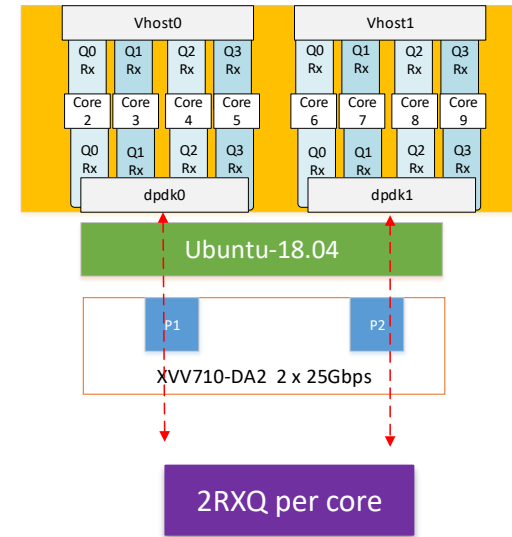 Vhost0 Vhost1
Q0 Q1 Q2 Q3 Q0 Q1 Q2 Q3
Rx Rx Rx Rx Rx Rx Rx Rx
Core Core Core Core Core Core Core Core
2 3 4 5 6 7 8 9
Q0 Q1 Q2 Q3 Q0 Q1 Q2 Q3
Rx Rx Rx Rx Rx Rx Rx Rx
dpdk0 dpdk1
Ubuntu-18.04
P1 P2
XVV710-DA2 2 x 25Gbps
2RXQ per core